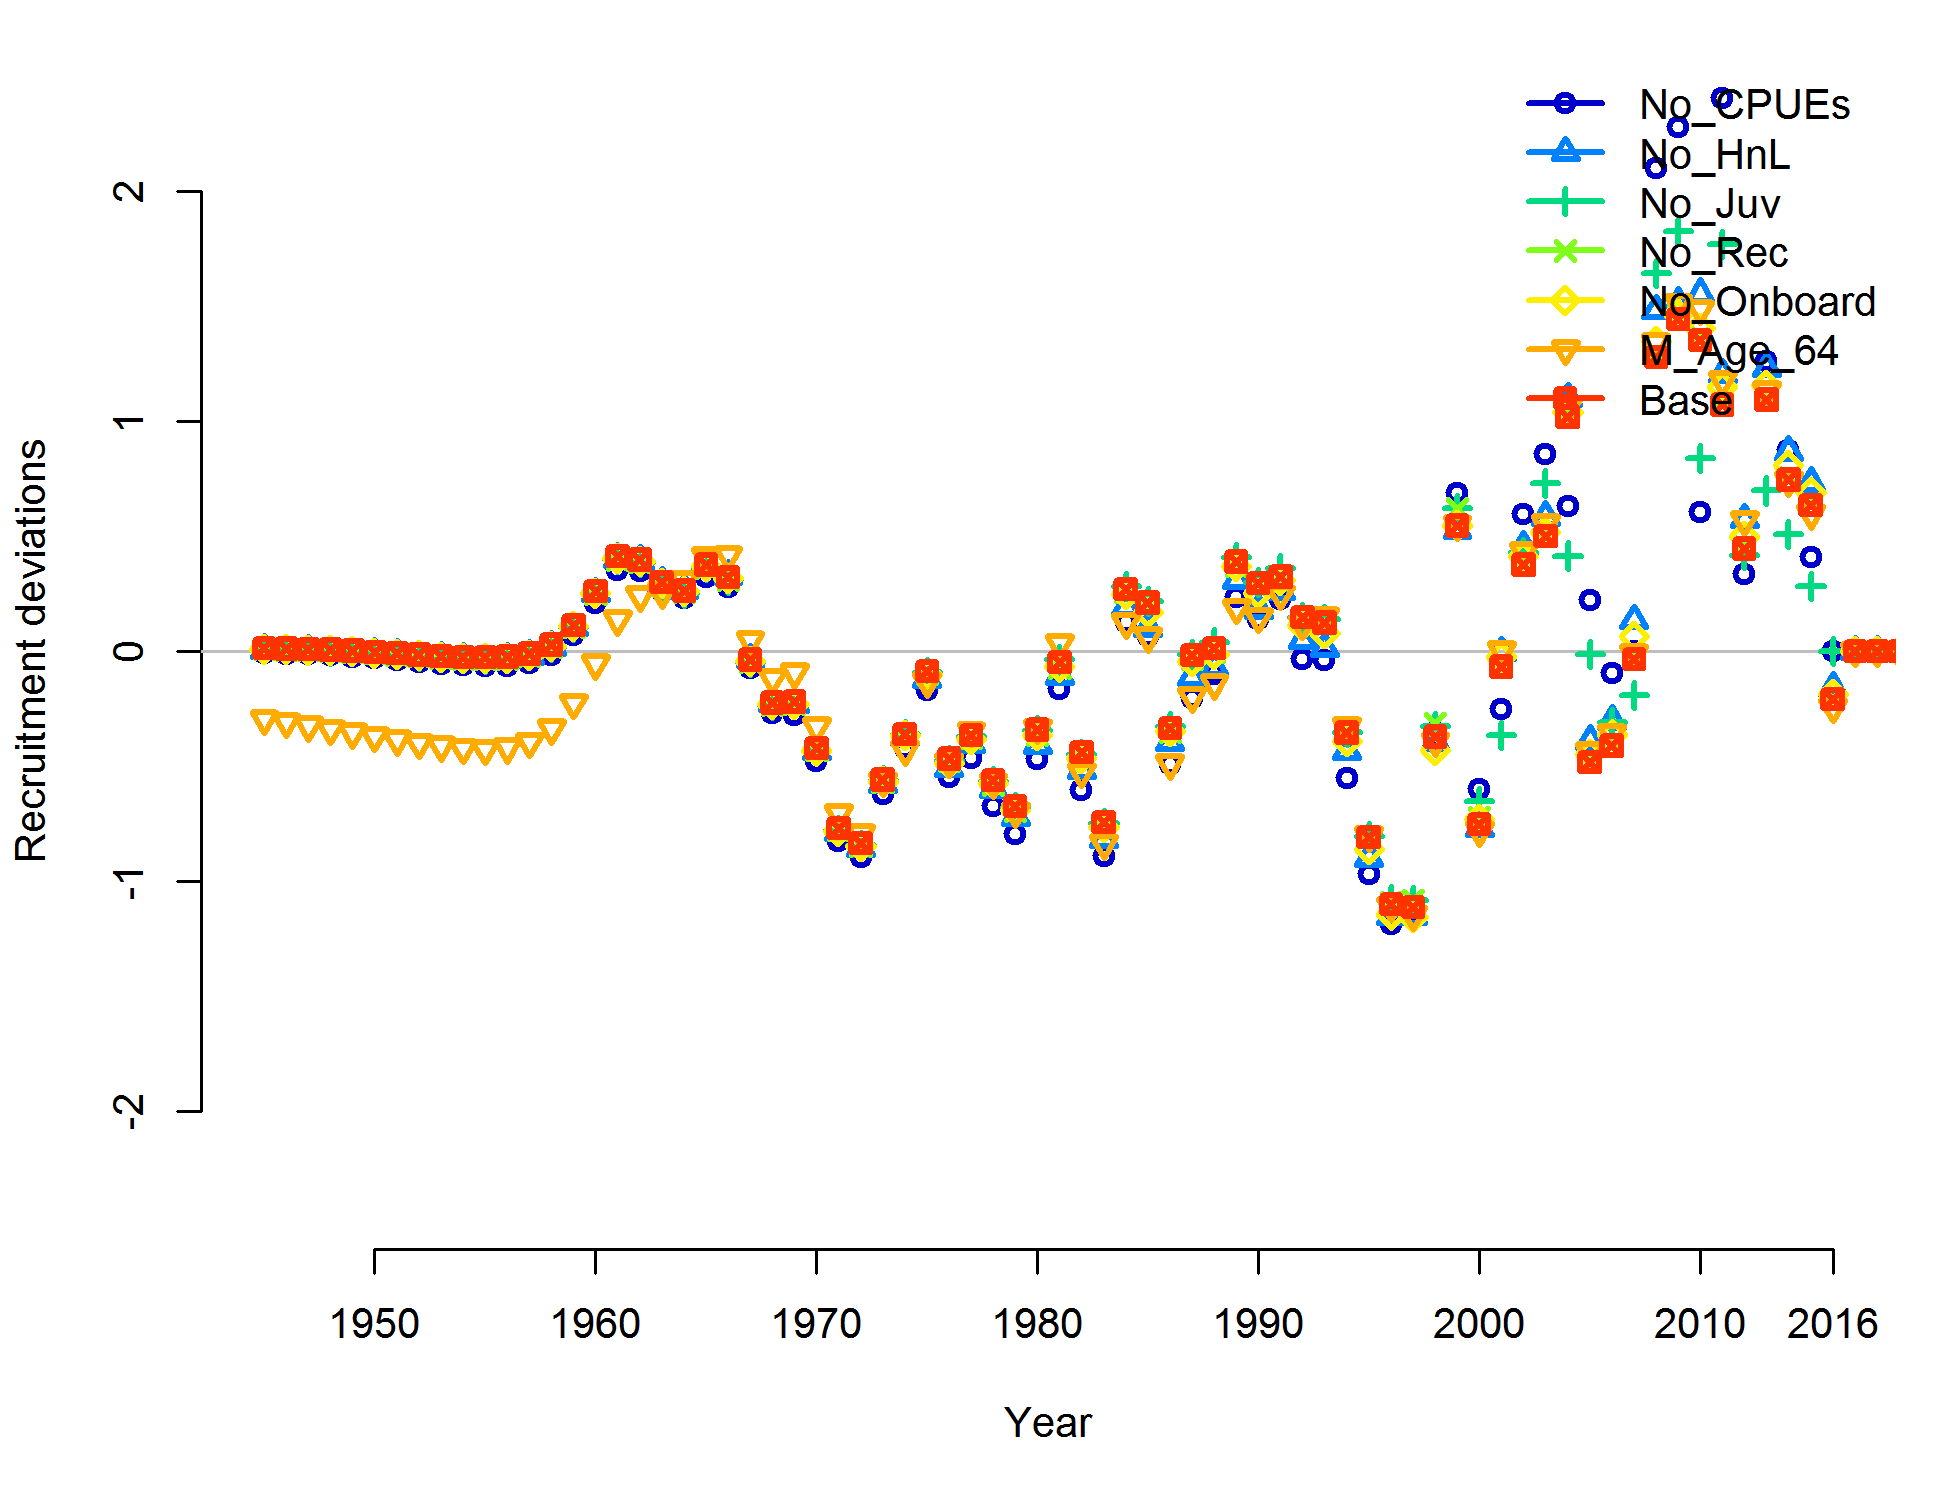 No_CPUEs
No_HnL
No_Juv
No_Rec
No_Onboard
M_Age_64
Base
2
1
0
-1
-2
Recruitment deviations
1950 1960 1970 1980 1990 2000 2010 2016
Year